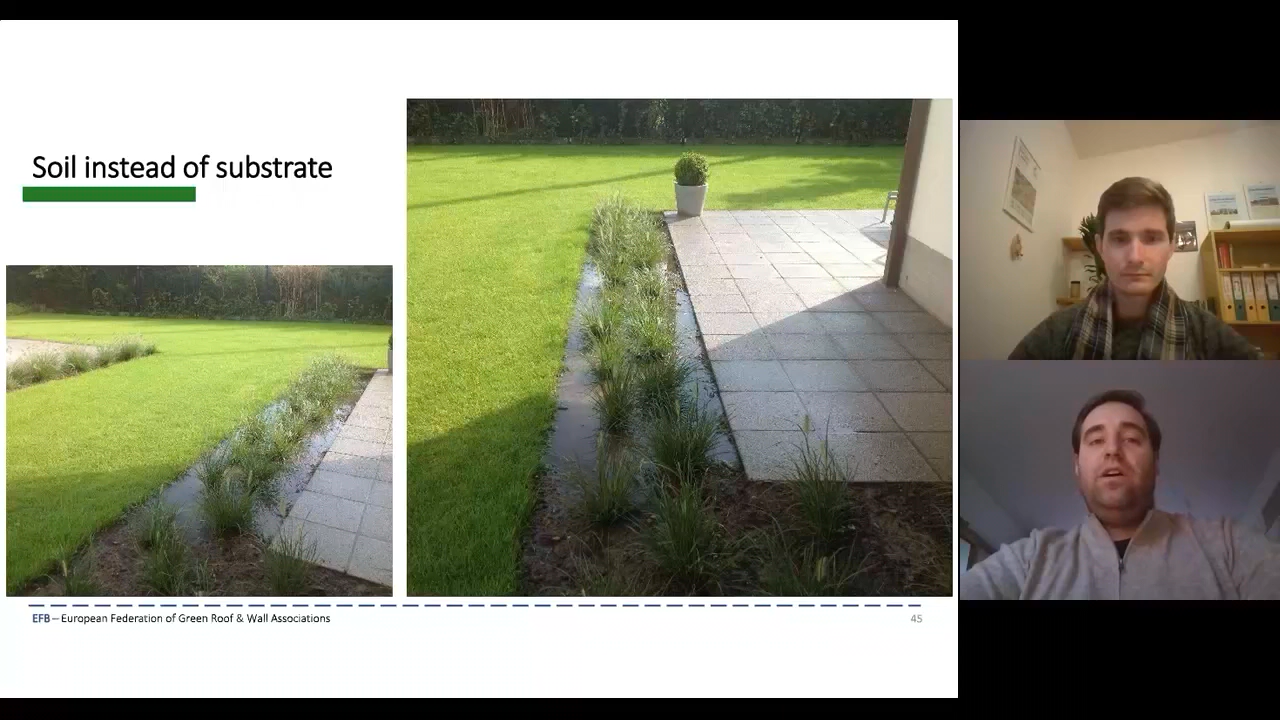 Soil instead of substrate
EFB – European Federation of Green Roof & Wall Associations
45